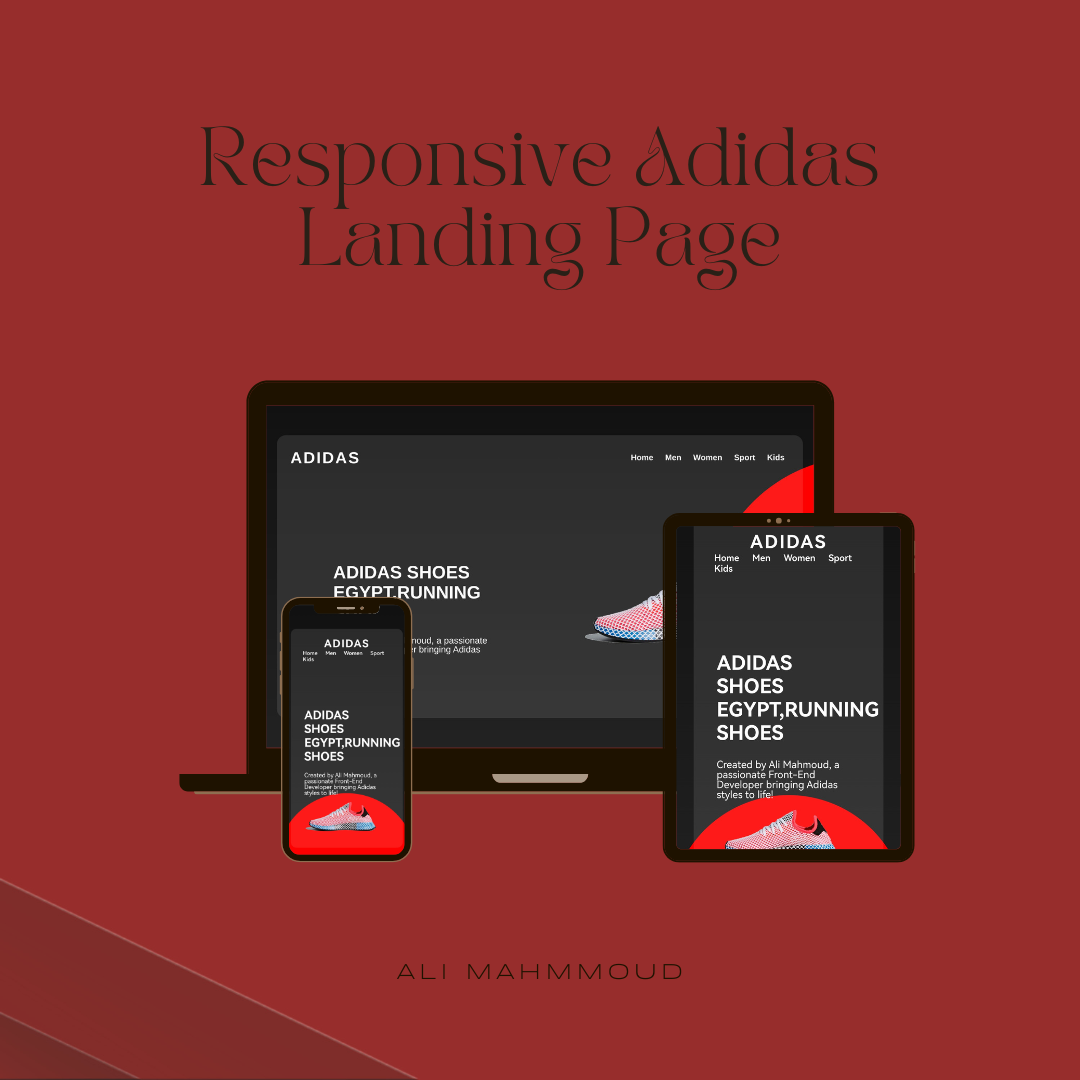 Responsive Adidas
Landing Page
ADIDAS
Home Men Women Sport Kids
ADIDAS SHOES
EGYPT,RUNNING
moud, a passionate
er bringing Adidas
ADIDAS
Home Men Women Sport
Kids
ADIDAS
SHOES
EGYPT,RUNNING
SHOES
Created by Ali Mahmoud, a
passionate Front-End
Developer bringing Adidas
styles to life!
ADIDAS
Home Men Women Sport
Kids
ADIDAS
SHOES
EGYPT,RUNNING
SHOES
Created by Ali Mahmoud, a
passionate Front-End
Developer bringing Adidas
styles to life!
ALI MAHMMOUD